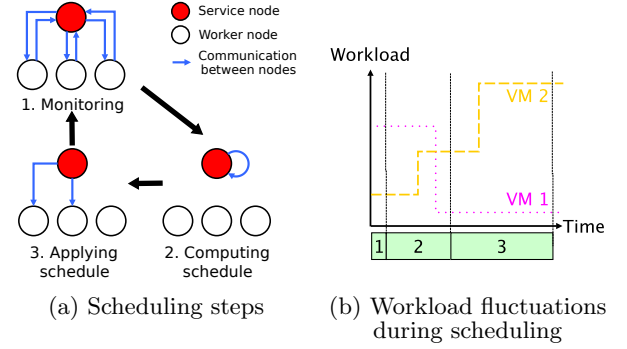 Service node
Worker node
Communication
between nodes
1. Monitoring
3. Applying
schedule
2. Computing
schedule
(a) Scheduling steps
Workload
VM 2
VM 1
Time
1 2 3
(b) Workload fluctuations
during scheduling